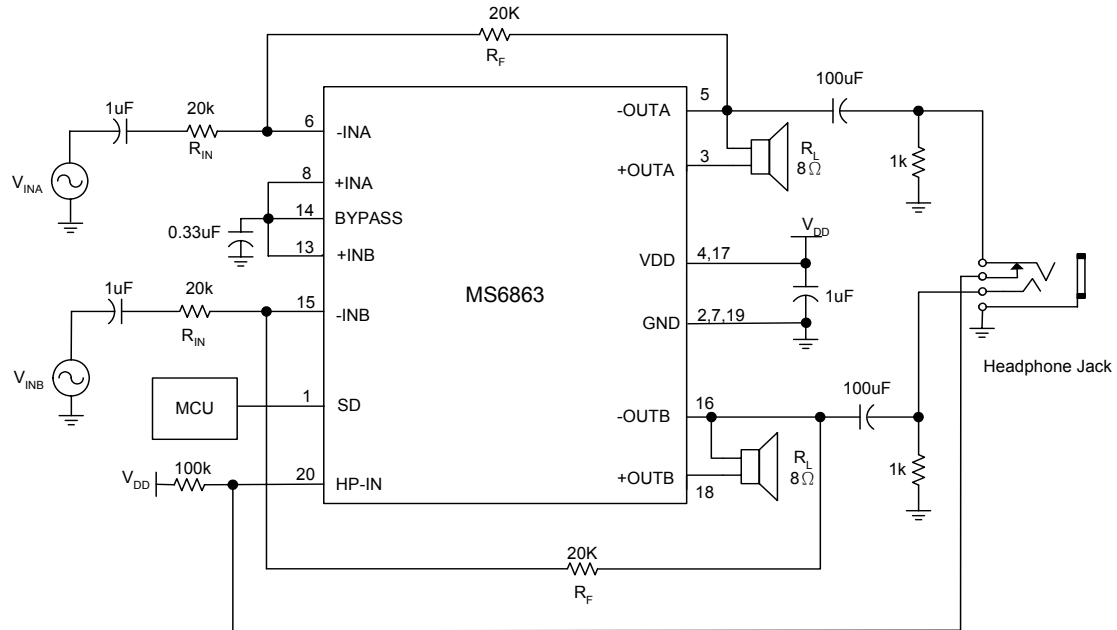 20K
R_F
100uF
5
-OUTA
1uF
20k
R_IN
6
-INA
V_INA
3
+OUTA
R_L
8Ω
1k
8
+INA
14
BYPASS
0.33uF
13
+INB
V_DD
VDD
4,17
1uF
MS6863
1uF
20k
R_IN
15
-INB
GND
2,7,19
V_INB
Headphone Jack
MCU
1
SD
100uF
-OUTB
16
R_L
8Ω
1k
V_DD
100k
20
HP-IN
+OUTB
18
20K
R_F